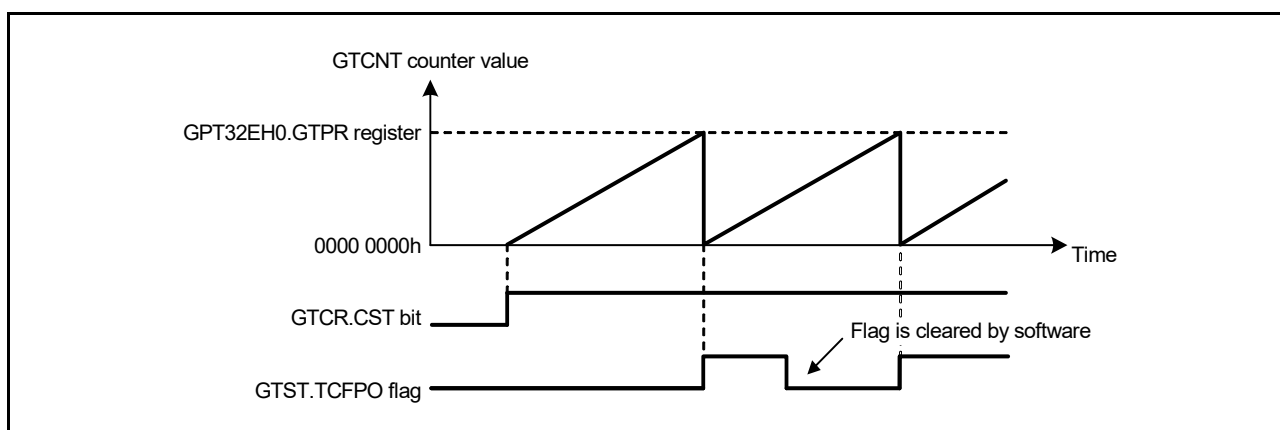 GTCNT counter value
GPT32EH0.GTPR register
0000 0000h
Time
GTCR.CST bit
Flag is cleared by software
GTST.TCFPO flag